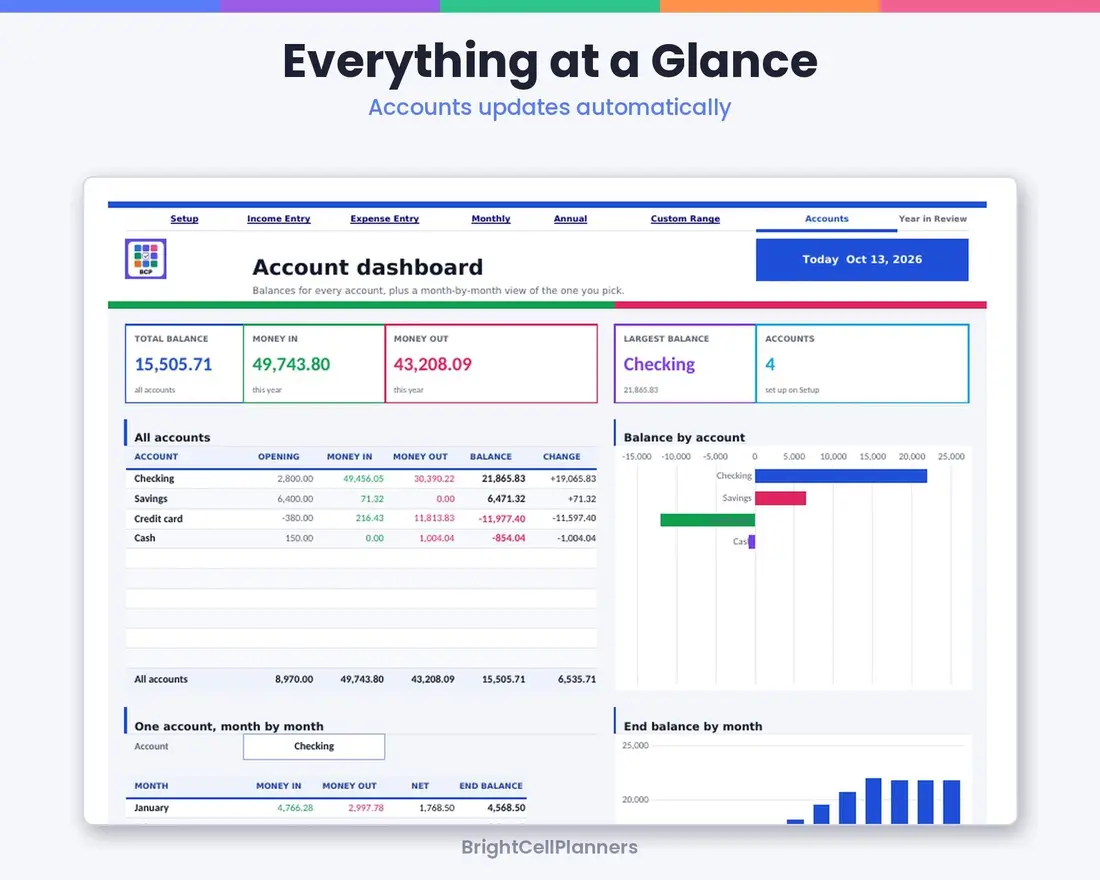 Everything at a Glance
Accounts updates automatically
Setup Income Entry Expense Entry Monthly Annual Custom Range Accounts Year in Review
BCP
Account dashboard
Balances for every account, plus a month-by-month view of the one you pick.
Today Oct 13, 2026
TOTAL BALANCE MONEY IN MONEY OUT LARGEST BALANCE ACCOUNTS
15,505.71 49,743.80 43,208.09 Checking 4
all accounts this year this year 21,865.83 set up on Setup
All accounts
ACCOUNT OPENING MONEY IN MONEY OUT BALANCE CHANGE
Checking 2,800.00 49,456.05 30,390.22 21,865.83 +19,065.83
Savings 6,400.00 71.32 0.00 6,471.32 +71.32
Credit card -380.00 216.43 11,813.83 -11,977.40 -11,597.40
Cash 150.00 0.00 1,004.04 -854.04 -1,004.04
All accounts 8,970.00 49,743.80 43,208.09 15,505.71 6,535.71
Balance by account
-15,000 -10,000 -5,000 0 5,000 10,000 15,000 20,000 25,000
Checking
Savings
Cash
One account, month by month
Account Checking
MONTH MONEY IN MONEY OUT NET END BALANCE
January 4,766.28 2,997.78 1,768.50 4,568.50
End balance by month
25,000
20,000
BrightCellPlanners